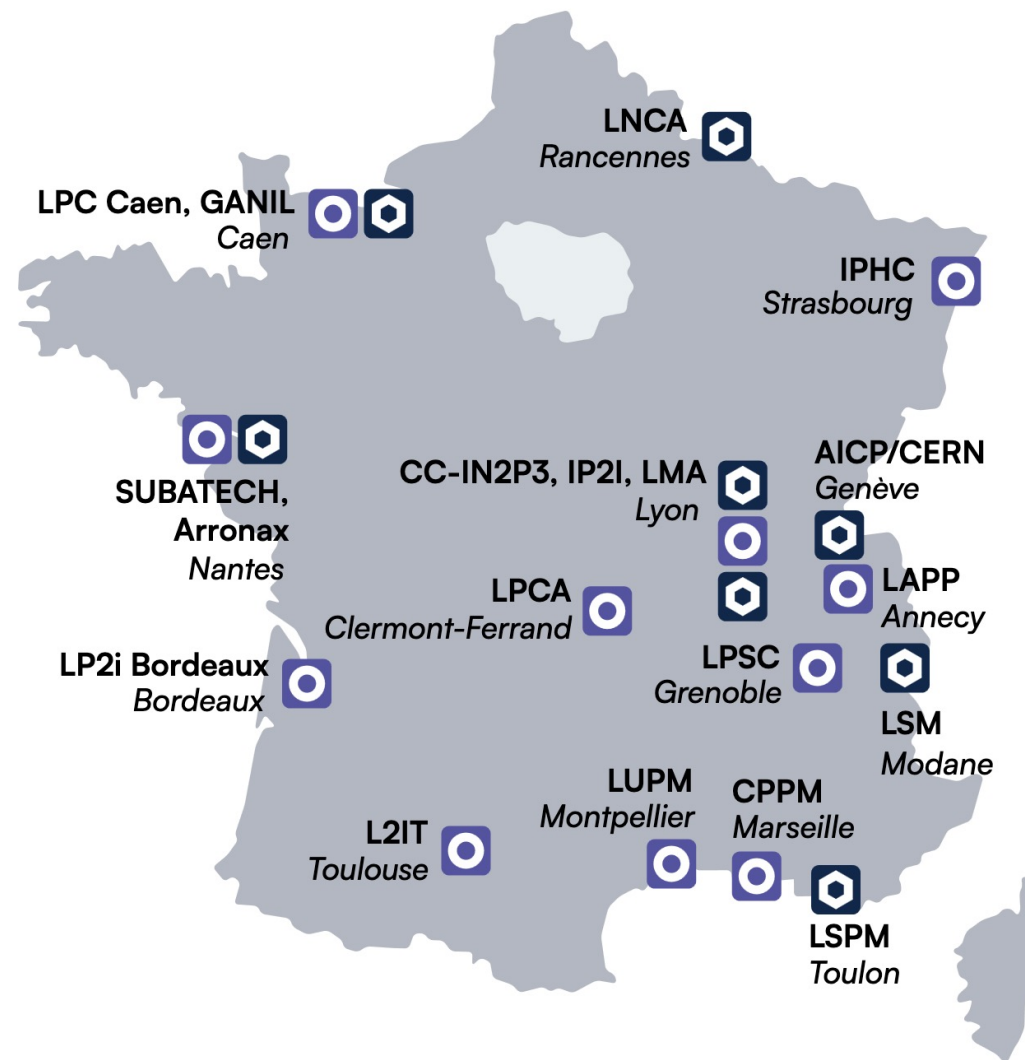 LNCA
Rancennes
LPC Caen, GANIL
Caen
IPHC
Strasbourg
SUBATECH,
Arronax
Nantes
CC-IN2P3, IP2I, LMA
Lyon
AICP/CERN
Genève
LPCA
Clermont-Ferrand
LAPP
Annecy
LP2i Bordeaux
Bordeaux
LPSC
Grenoble
LSM
Modane
LUPM
Montpellier
CPPM
Marseille
L2IT
Toulouse
LSPM
Toulon